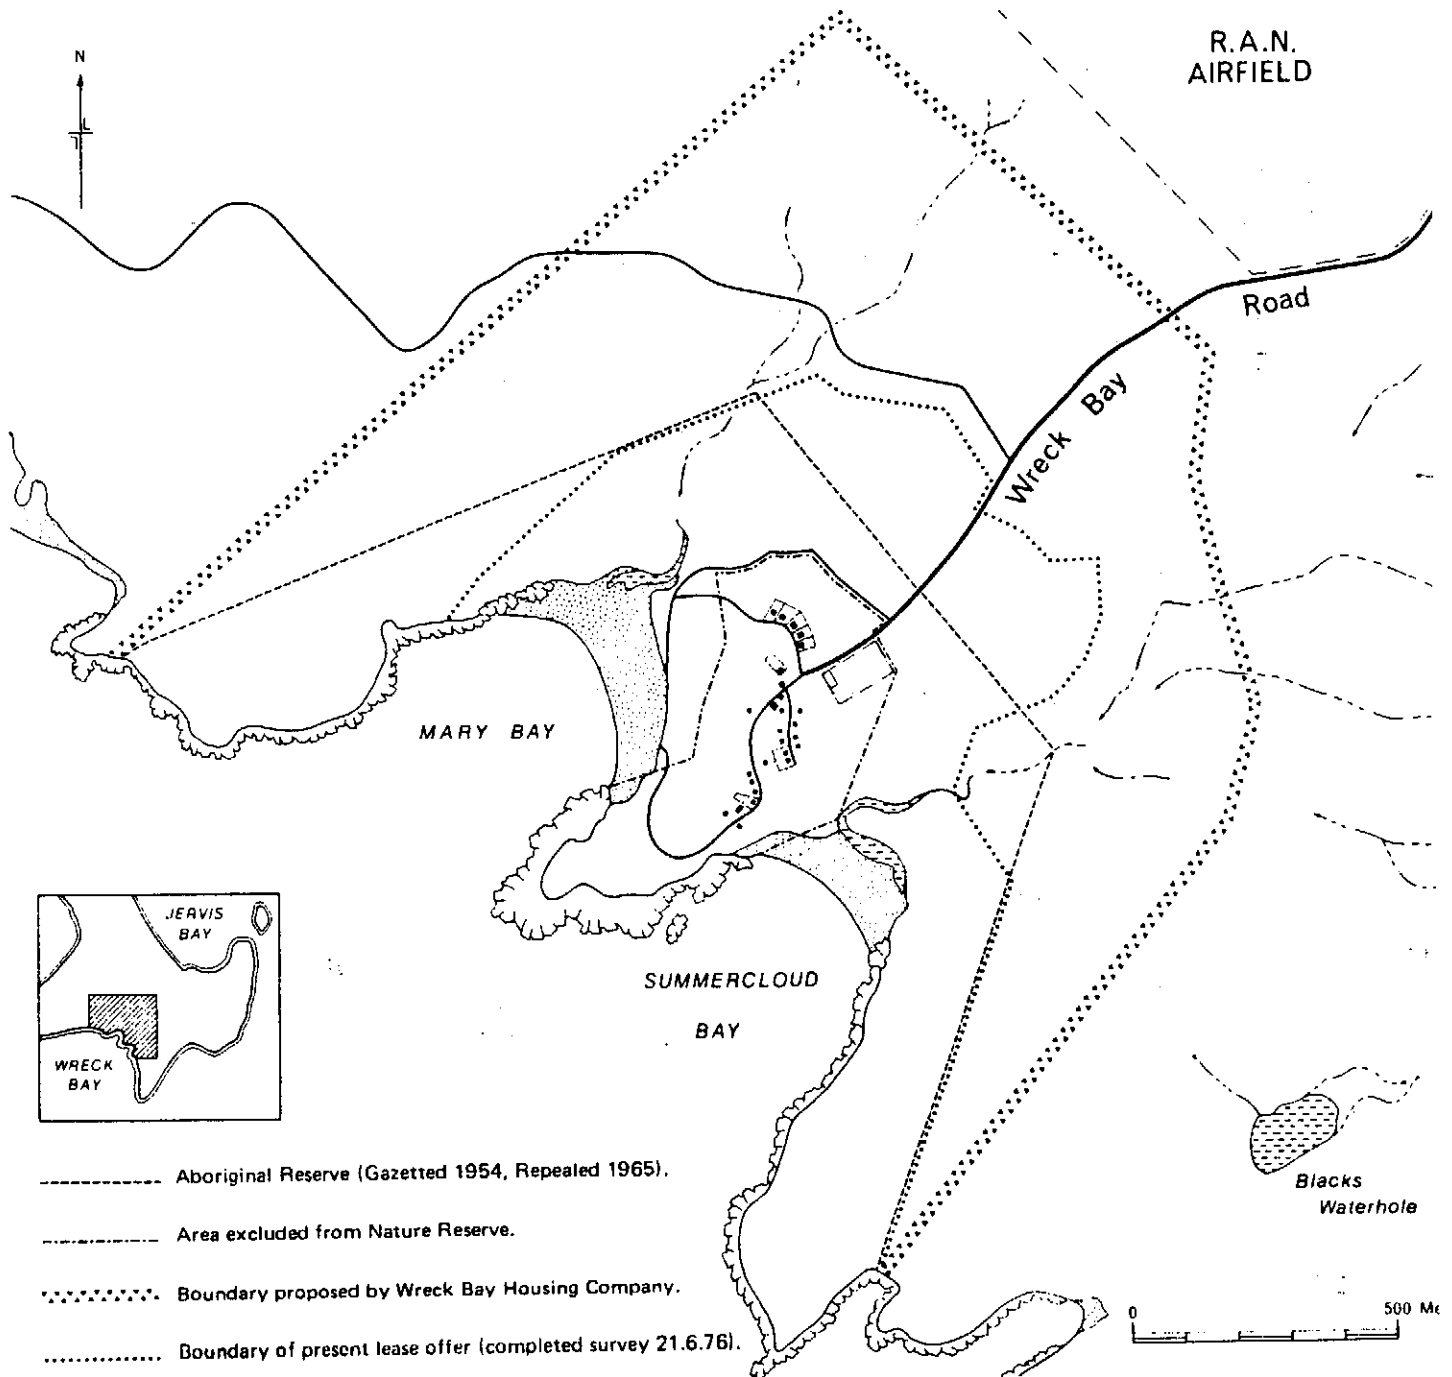 R.A.N.
AIRFIELD
N
Road
Wreck Bay
MARY BAY
SUMMERCLOUD
BAY
JERVIS
BAY
WRECK
BAY
Blacks
Waterhole
Aboriginal Reserve (Gazetted 1954, Repealed 1965).
Area excluded from Nature Reserve.
Boundary proposed by Wreck Bay Housing Company.
Boundary of present lease offer (completed survey 21.6.76).
0 500 Me